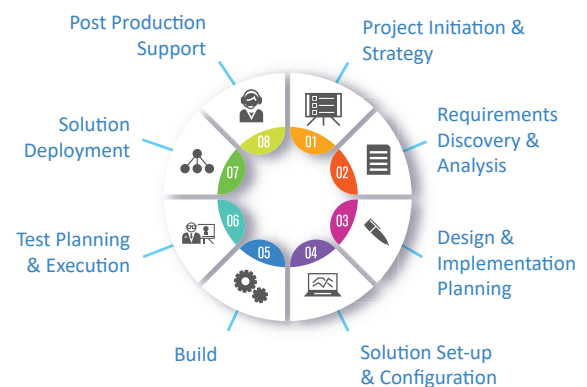 Post Production
Support
Project Initiation &
Strategy
Solution
Deployment
Requirements
Discovery &
Analysis
08
01
07
02
06
03
05
04
Test Planning
& Execution
Design &
Implementation
Planning
Build
Solution Set-up
& Configuration